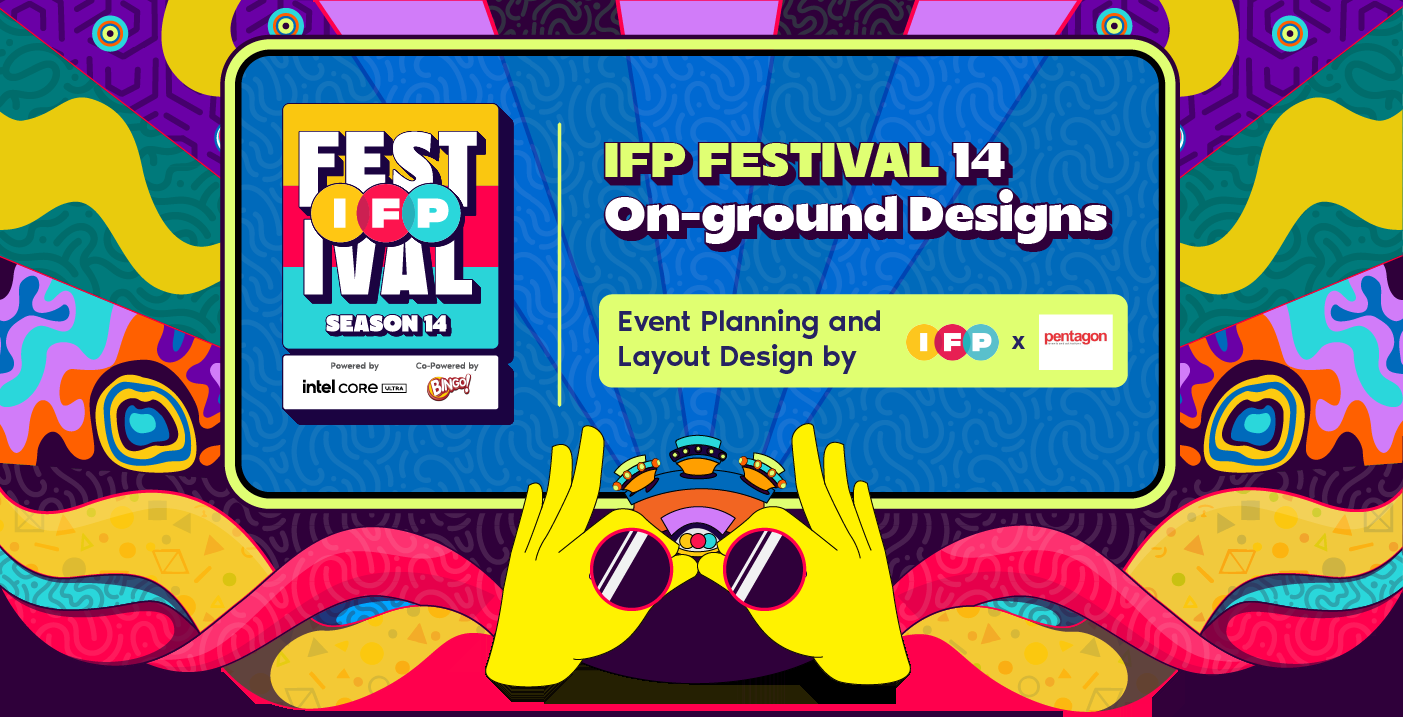 FEST
IFP
IVAL
SEASON 14
Powered by
intel CORE ULTRA
Co-Powered by
BINGO!
IFP FESTIVAL 14
On-ground Designs
Event Planning and
Layout Design by
IFP x pentagon